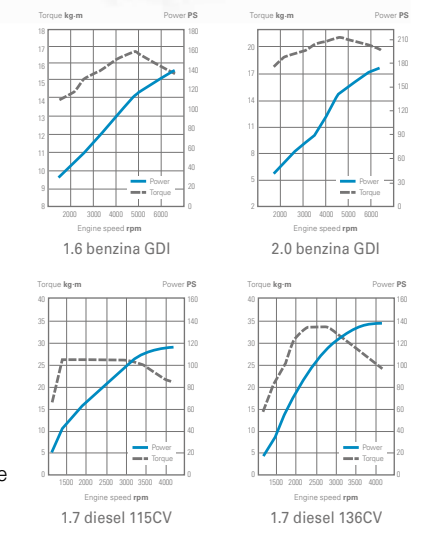 Torque kg-m Power PS Torque kg-m Power PS
18 180
17 160 20 210
16 140 17 180
15 120 150
14 100 14 120
13 80 11 90
12 60 8 60
11 40 5 30
10 20 2 0
9 0
8
Power Power
Torque Torque
2000 3000 4000 5000 6000 2000 3000 4000 5000 6000
Engine speed rpm Engine speed rpm
1.6 benzina GDI 2.0 benzina GDI
Torque kg-m Power PS Torque kg-m Power PS
40 160 40 160
35 140 35 140
30 120 30 120
25 100 25 100
20 80 20 80
15 60 15 60
10 40 10 40
5 20 5 20
0 0 0 0
Power Power
Torque Torque
1500 2000 2500 3000 3500 4000 1500 2000 2500 3000 3500 4000
e
Engine speed rpm Engine speed rpm
1.7 diesel 115CV 1.7 diesel 136CV